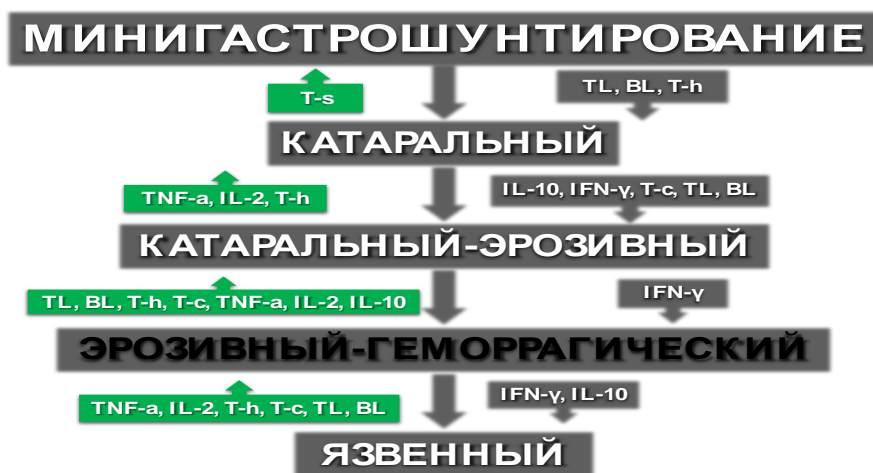 МИНИГАСТРОШУНТИРОВАНИЕ
T-s
TL, BL, T-h
КАТАРАЛЬНЫЙ
TNF-a, IL-2, T-h
IL-10, IFN-γ, T-c, TL, BL
КАТАРАЛЬНЫЙ-ЭРОЗИВНЫЙ
TL, BL, T-h, T-c, TNF-a, IL-2, IL-10
IFN-γ
ЭРОЗИВНЫЙ-ГЕМОРРАГИЧЕСКИЙ
TNF-a, IL-2, T-h, T-c, TL, BL
IFN-γ, IL-10
ЯЗВЕННЫЙ